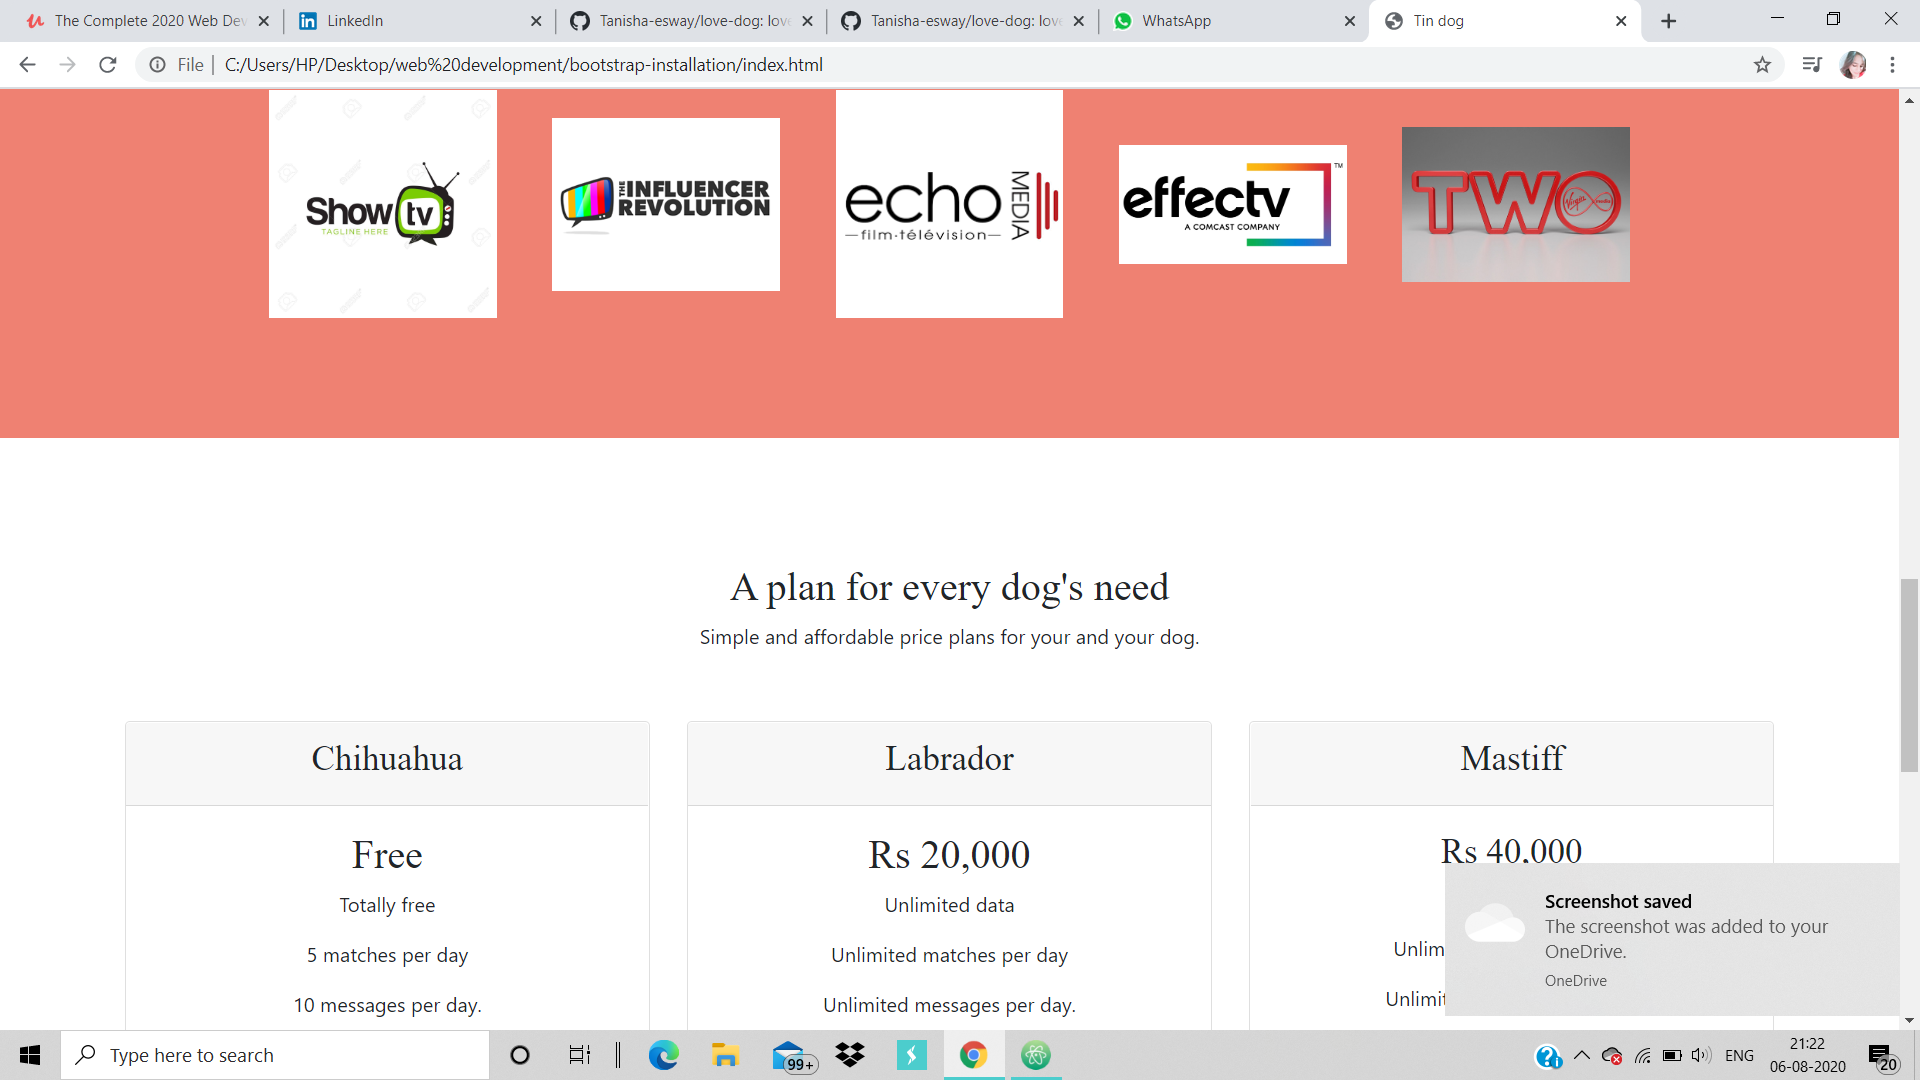 The Complete 2020 Web Dev
LinkedIn
Tanisha-esway/love-dog: lov
Tanisha-esway/love-dog: lov
WhatsApp
Tin dog
File
C:/Users/HP/Desktop/web%20development/bootstrap-installation/index.html
Show tv
TAGLINE HERE
THE INFLUENCER
REVOLUTION
echo
MEDIA
film·télévision
effectv
TM
A COMCAST COMPANY
TWO
Virgin media
A plan for every dog's need
Simple and affordable price plans for your and your dog.
Chihuahua
Labrador
Mastiff
Free
Rs 20,000
Rs 40,000
Totally free
Unlimited data
5 matches per day
Unlimited matches per day
Unlim
10 messages per day.
Unlimited messages per day.
Unlimit
Screenshot saved
The screenshot was added to your
OneDrive.
OneDrive
Type here to search
99+
ENG
21:22
06-08-2020
20